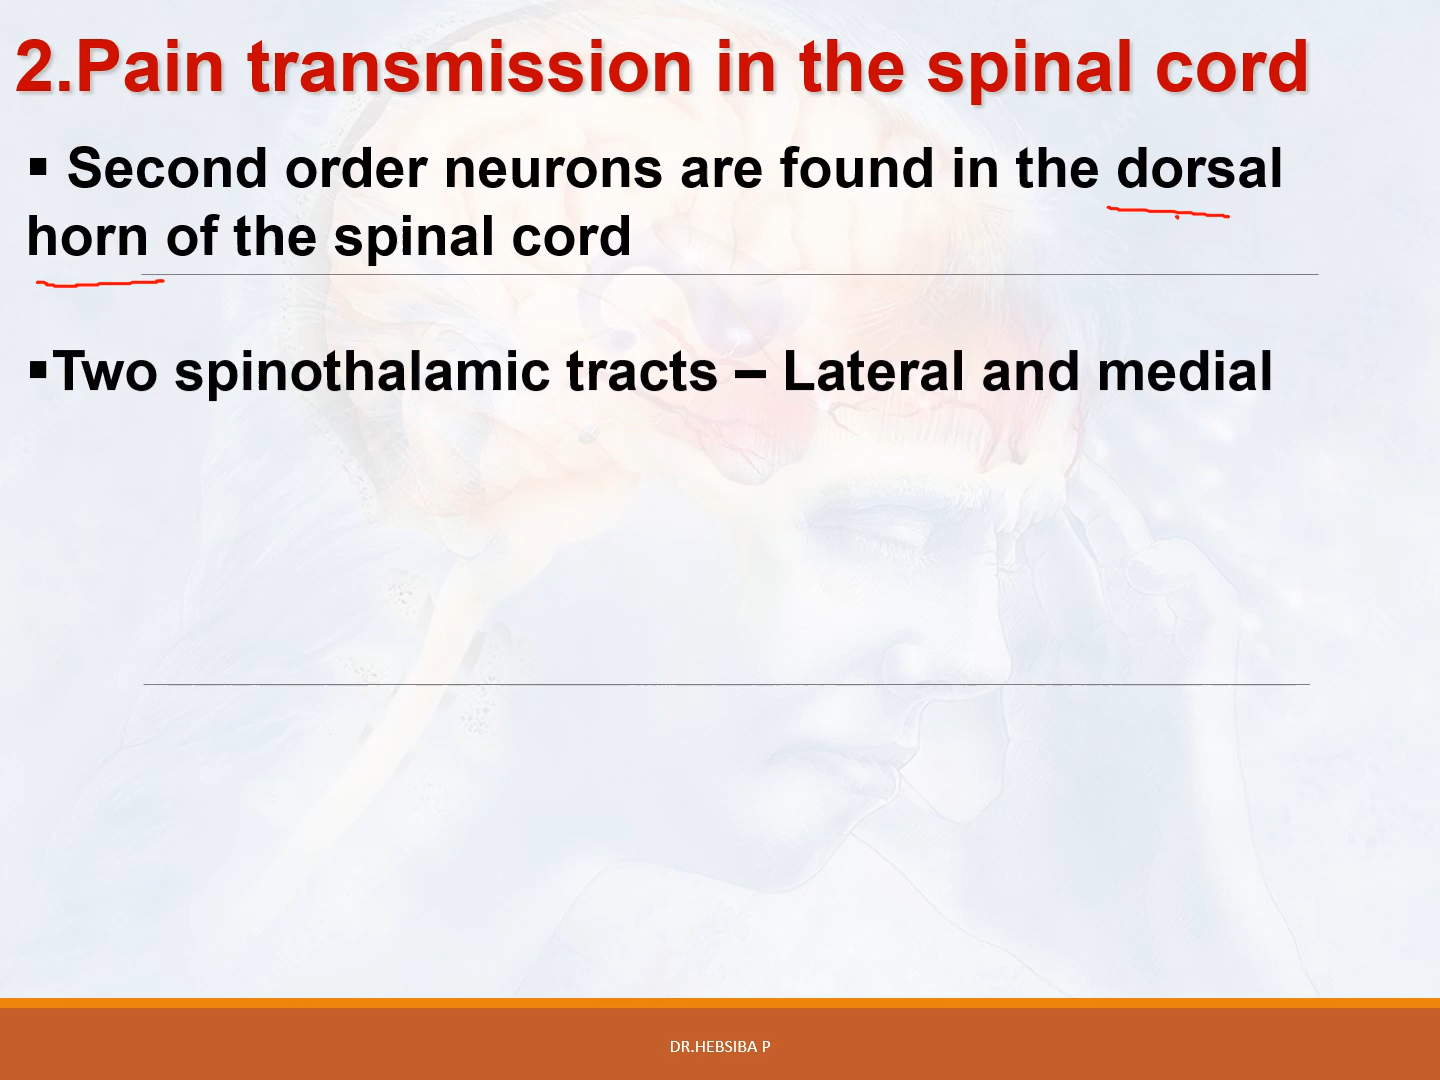 2.Pain transmission in the spinal cord
▪ Second order neurons are found in the dorsal
horn of the spinal cord
▪Two spinothalamic tracts – Lateral and medial
DR.HEBSIBA P